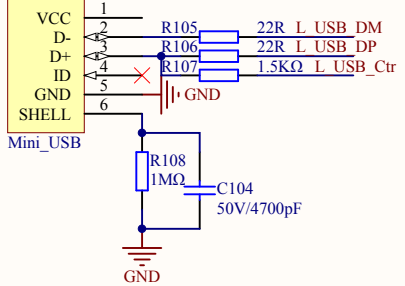 VCC 1
D- 2 R105 22R L_USB_DM
D+ 3 R106 22R L_USB_DP
ID 4 R107 1.5KΩ L_USB_Ctr
GND 5 GND
SHELL 6
Mini_USB
R108
1MΩ C104
50V/4700pF
GND